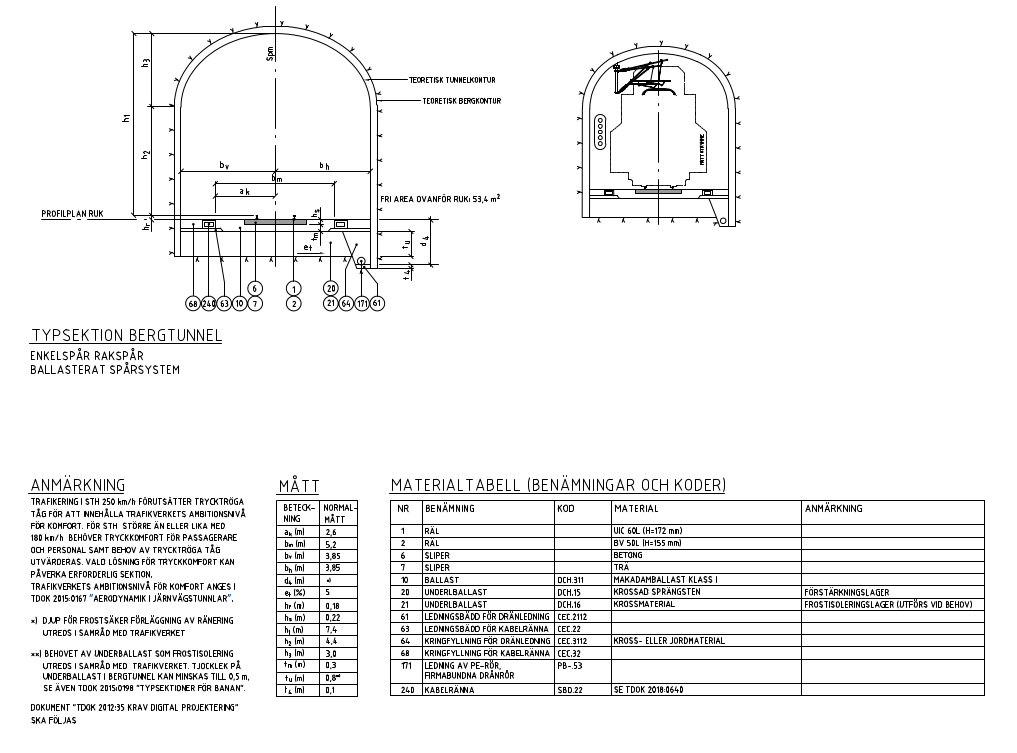 h3
Spm
TEORETISK TUNNELKONTUR
TEORETISK BERGKONTUR
h1
h2
bv
bh
bm
ak
FRI AREA OVANFÖR RUK: 53,4 m²
PROFILPLAN RUK
hr
hs
tm
et
tu
d4
t4
6
1
20
68
240
63
10
7
2
21
64
171
61
TYPSEKTION BERGTUNNEL
ENKELSPÅR RAKSPÅR
BALLASTERAT SPÅRSYSTEM
ANMÄRKNING
TRAFIKERING I STH 250 km/h FÖRUTSÄTTER TRYCKTRÖGA
TÅG FÖR ATT INNEHÅLLA TRAFIKVERKETS AMBITIONSNIVÅ
FÖR KOMFORT. FÖR STH STÖRRE ÄN ELLER LIKA MED
180 km/h BEHÖVER TRYCKKOMFORT FÖR PASSAGERARE
OCH PERSONAL SAMT BEHOV AV TRYCKTRÖGA TÅG
UTVÄRDERAS. VALD LÖSNING FÖR TRYCKKOMFORT KAN
PÅVERKA ERFORDERLIG SEKTION.
TRAFIKVERKETS AMBITIONSNIVÅ FÖR KOMFORT ANGES I
TDOK 2015:0167 "AERODYNAMIK I JÄRNVÄGSTUNNLAR".
*) DJUP FÖR FROSTSÄKER FÖRLÄGGNING AV RÄNERING
UTREDS I SAMRÅD MED TRAFIKVERKET
**) BEHOVET AV UNDERBALLAST SOM FROSTISOLERING
UTREDS I SAMRÅD MED TRAFIKVERKET. TJOCKLEK PÅ
UNDERBALLAST I BERGTUNNEL KAN MINSKAS TILL 0,5 m,
SE ÄVEN TDOK 2015:0198 "TYPSEKTIONER FÖR BANAN".
DOKUMENT "TDOK 2012:35 KRAV DIGITAL PROJEKTERING"
SKA FÖLJAS
MÅTT
BETECK- NORMAL-
NING MÅTT
ak (m) 2,6
bm (m) 5,2
bv (m) 3,85
bh (m) 3,85
d4 (m) *)
et (%) 5
hr (m) 0,18
hs (m) 0,22
h1 (m) 7,4
h2 (m) 4,4
h3 (m) 3,0
tm (m) 0,3
tu (m) 0,8**)
t4 (m) 0,1
MATERIALTABELL (BENÄMNINGAR OCH KODER)
NR BENÄMNING KOD MATERIAL ANMÄRKNING
1 RÄL UIC 60L (H=172 mm)
2 RÄL BV 50L (H=155 mm)
6 SLIPER BETONG
7 SLIPER TRÄ
10 BALLAST DCH.311 MAKADAMBALLAST KLASS I
20 UNDERLBALLAST DCH.15 KROSSAD SPRÄNGSTEN FÖRSTÄRKNINGSLAGER
21 UNDERLBALLAST DCH.16 KROSSMATERIAL FROSTISOLERINGSLAGER (UTFÖRS VID BEHOV)
61 LEDNINGSBÄDD FÖR DRÄNLEDNING CEC.2112
63 LEDNINGSBÄDD FÖR KABELRÄNNA CEC.22
64 KRINGFYLLNING FÖR DRÄNLEDNING CEC.3112 KROSS- ELLER JORDMATERIAL
68 KRINGFYLLNING FÖR KABELRÄNNA CEC.32
171 LEDNING AV PE-RÖR, PB-.53
FIRMABUNDNA DRÄNRÖR
240 KABELRÄNNA SBD.22 SE TDOK 2018:0640